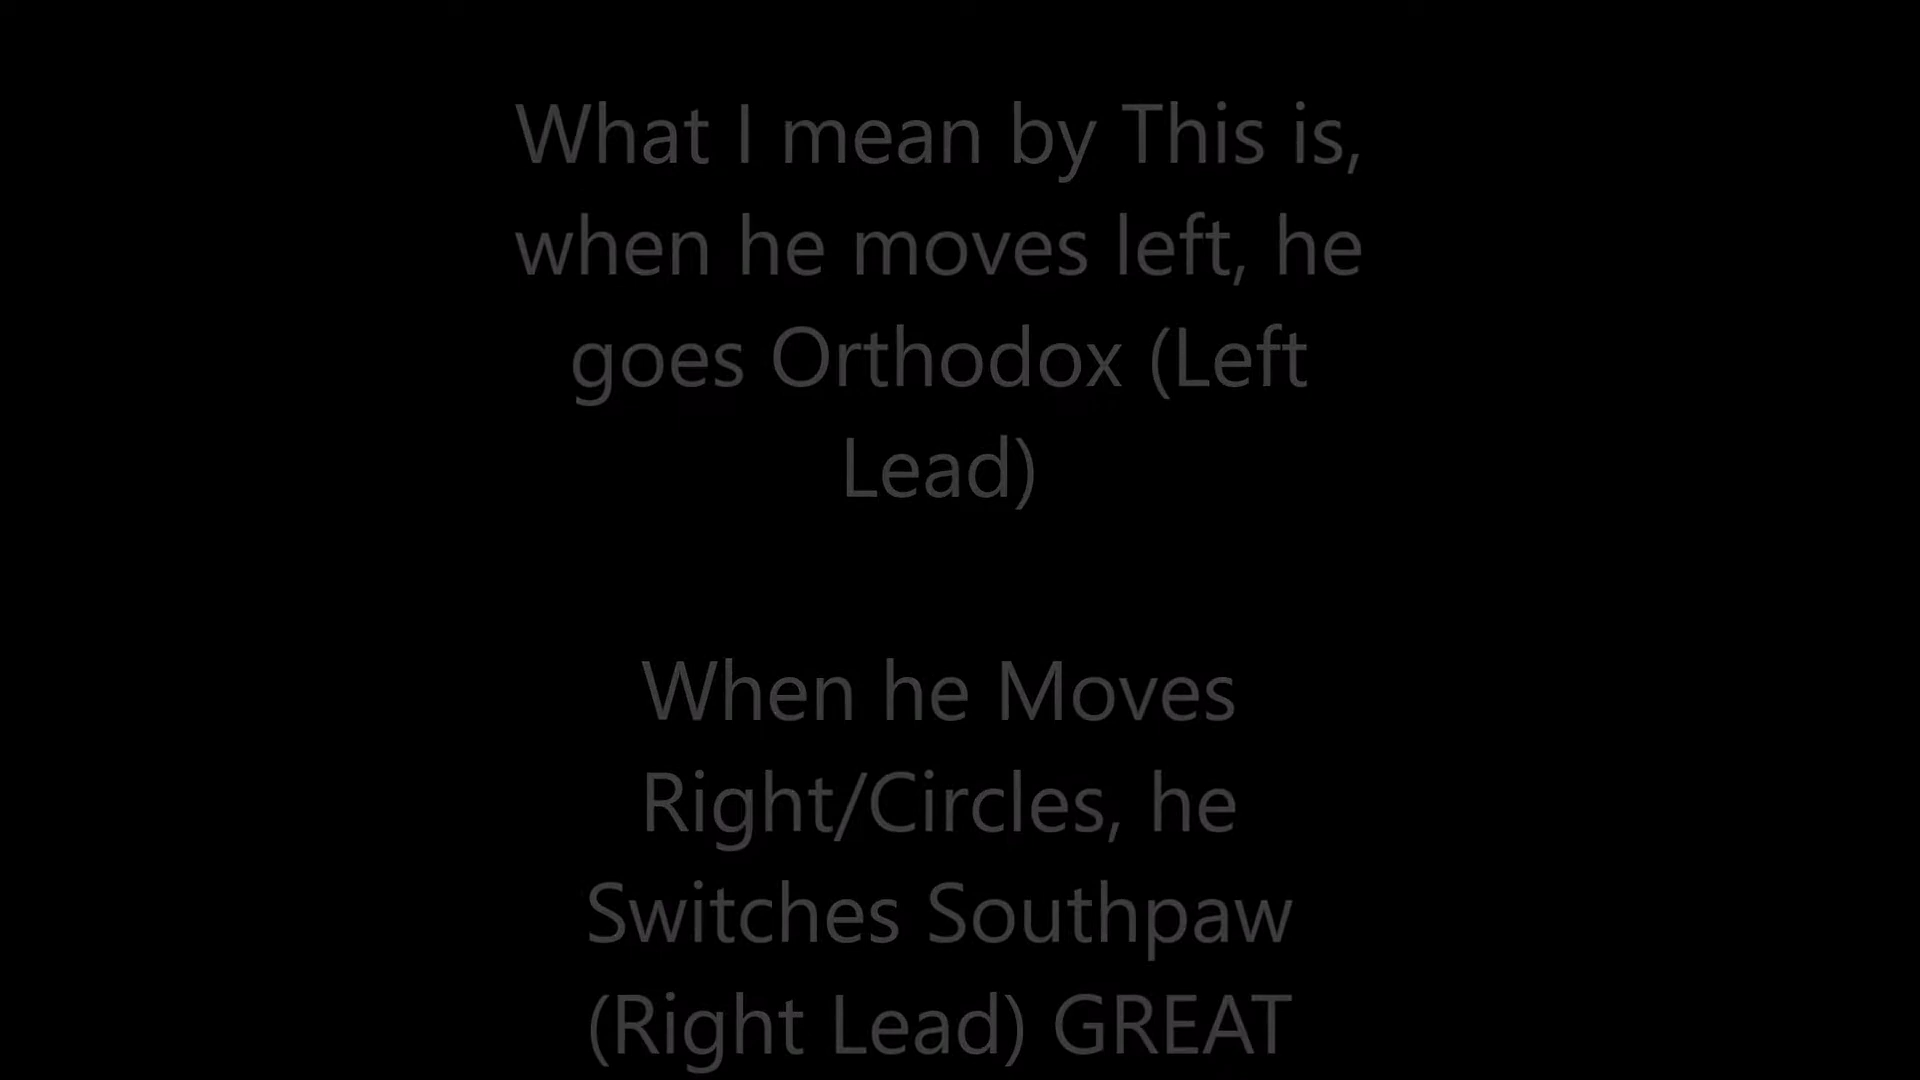 What I mean by This is,
when he moves left, he
goes Orthodox (Left
Lead)
When he Moves
Right/Circles, he
Switches Southpaw
(Right Lead) GREAT